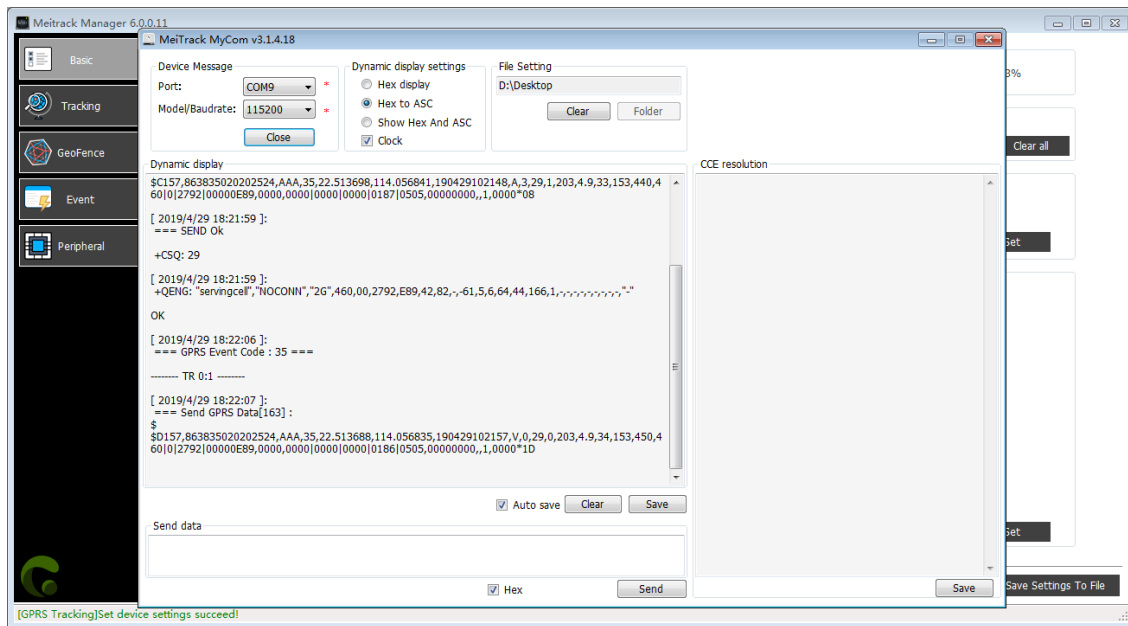 Meitrack Manager 6.0.0.11
MeiTrack MyCom v3.1.4.18
Basic
Tracking
GeoFence
Event
Peripheral
Device Message
Port:
COM9
*
Model/Baudrate:
115200
*
Close
Dynamic display settings
Hex display
Hex to ASC
Show Hex And ASC
Clock
File Setting
D:\Desktop
Clear
Folder
3%
Clear all
Set
Set
Save Settings To File
Dynamic display
$C157,863835020202524,AAA,35,22.513698,114.056841,190429102148,A,3,29,1,203,4.9,33,153,440,4
60|0|2792|00000E89,0000,0000|0000|0000|0187|0505,00000000,,1,0000*08
[ 2019/4/29 18:21:59 ]:
=== SEND Ok
+CSQ: 29
[ 2019/4/29 18:21:59 ]:
+QENG: "servingcell","NOCONN","2G",460,00,2792,E89,42,82,-,-61,5,6,64,44,166,1,-,-,-,-,-,-,-,-,-,"-"
OK
[ 2019/4/29 18:22:06 ]:
=== GPRS Event Code : 35 ===
-------- TR 0:1 --------
[ 2019/4/29 18:22:07 ]:
=== Send GPRS Data[163] :
$
$D157,863835020202524,AAA,35,22.513688,114.056835,190429102157,V,0,29,0,203,4.9,34,153,450,4
60|0|2792|00000E89,0000,0000|0000|0000|0186|0505,00000000,,1,0000*1D
CCE resolution
Auto save
Clear
Save
Send data
Hex
Send
Save
[GPRS Tracking]Set device settings succeed!